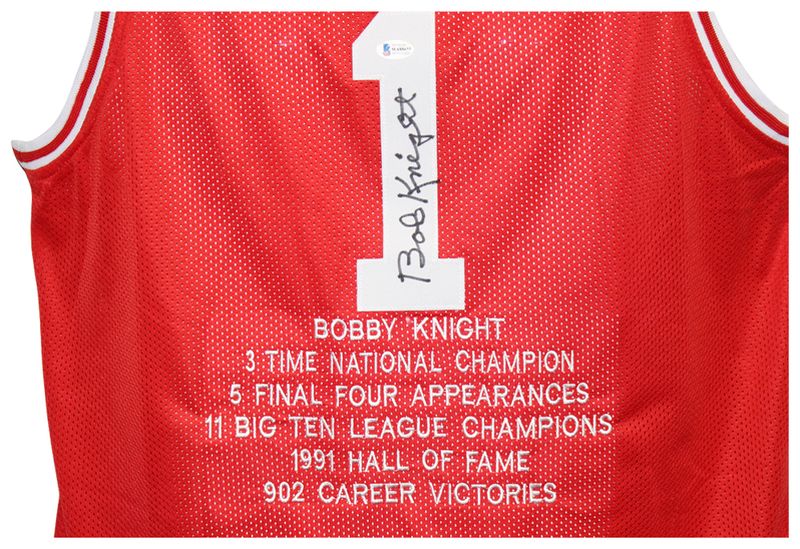 1
Bob Knight
BOBBY KNIGHT
3 TIME NATIONAL CHAMPION
5 FINAL FOUR APPEARANCES
11 BIG TEN LEAGUE CHAMPIONS
1991 HALL OF FAME
902 CAREER VICTORIES